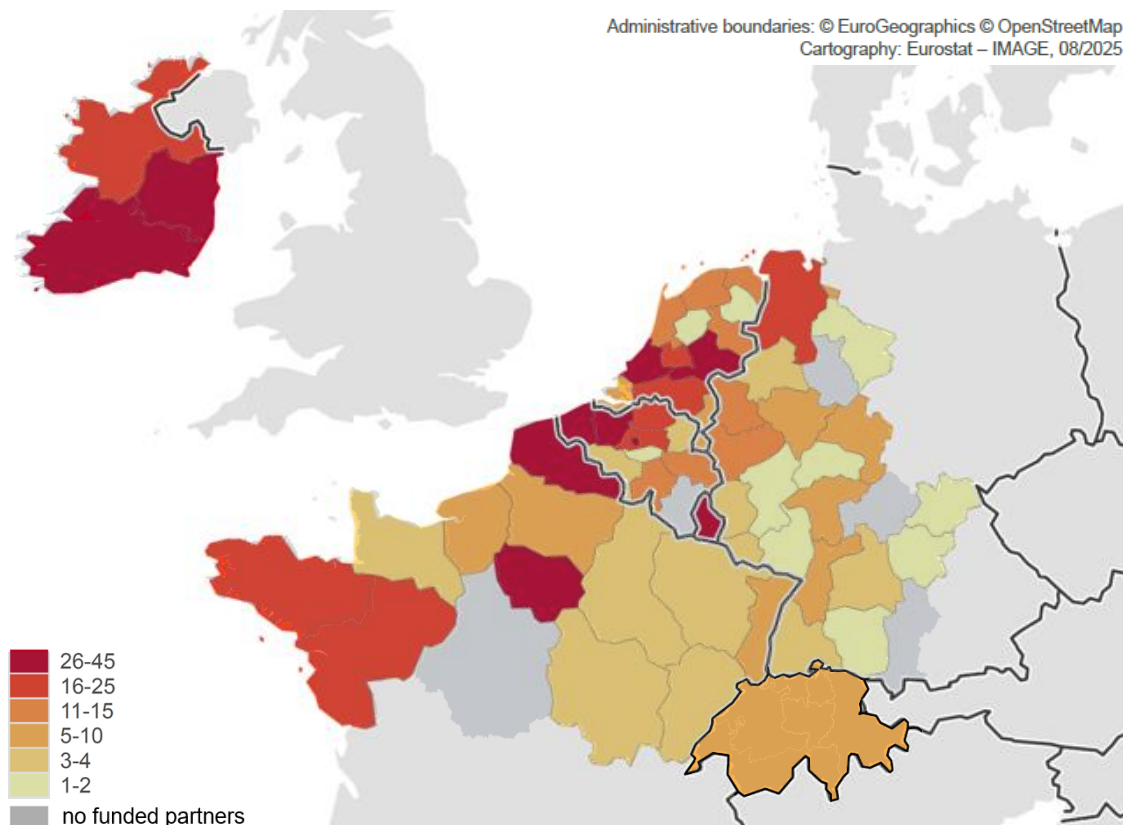 Administrative boundaries: © EuroGeographics © OpenStreetMap
Cartography: Eurostat – IMAGE, 08/2025
26-45
16-25
11-15
5-10
3-4
1-2
no funded partners